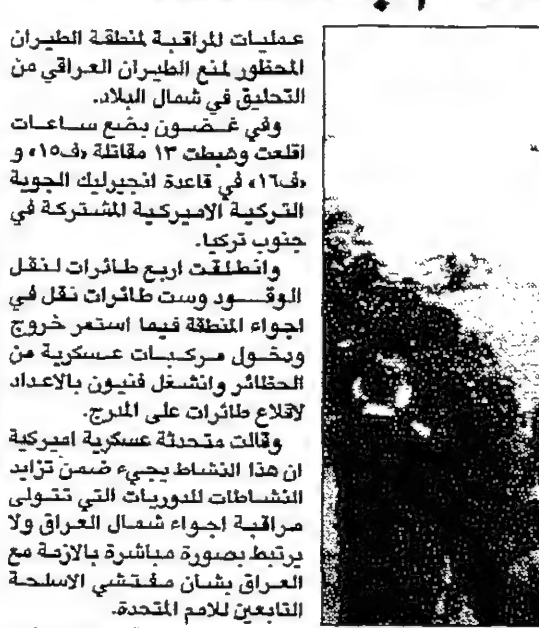 عمليات المراقبة لمنطقة الطيران
المحظور لمنع الطيران العراقي من
التحليق في شمال البلاد.
وفي غضون بضع ساعات
اقلعت وهبطت ١٣ مقاتلة «ف١٥» و
«ف١٦» في قاعدة انجيرليك الجوية
التركية الاميركية المشتركة في
جنوب تركيا.
وانطلقت اربع طائرات لنقل
الوقود وست طائرات نقل في
اجواء المنطقة فيما استمر خروج
ودخول مركبات عسكرية من
الحظائر وانشغل فنيون بالاعداد
لاقلاع طائرات على المدرج.
وقالت متحدثة عسكرية اميركية
ان هذا النشاط يجيء ضمن تزايد
النشاطات للدوريات التي تتولى
مراقبة اجواء شمال العراق ولا
يرتبط بصورة مباشرة بالازمة مع
العراق بشان مفتشي الاسلحة
التابعين للامم المتحدة.